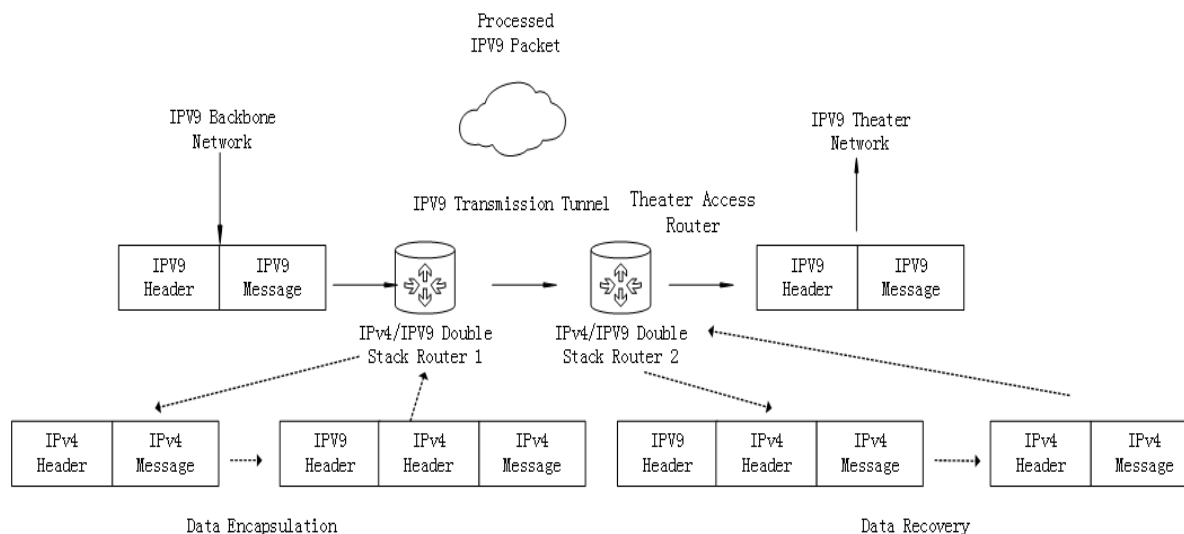 Processed
IPV9 Packet
IPV9 Backbone
Network
IPV9 Theater
Network
IPV9 Transmission Tunnel
Theater Access
Router
IPV9
Header
IPV9
Message
IPV9
Header
IPV9
Message
IPv4/IPV9 Double
Stack Router 1
IPv4/IPV9 Double
Stack Router 2
IPv4
Header
IPv4
Message
IPV9
Header
IPv4
Header
IPv4
Message
IPV9
Header
IPv4
Header
IPv4
Message
IPv4
Header
IPv4
Message
Data Encapsulation
Data Recovery